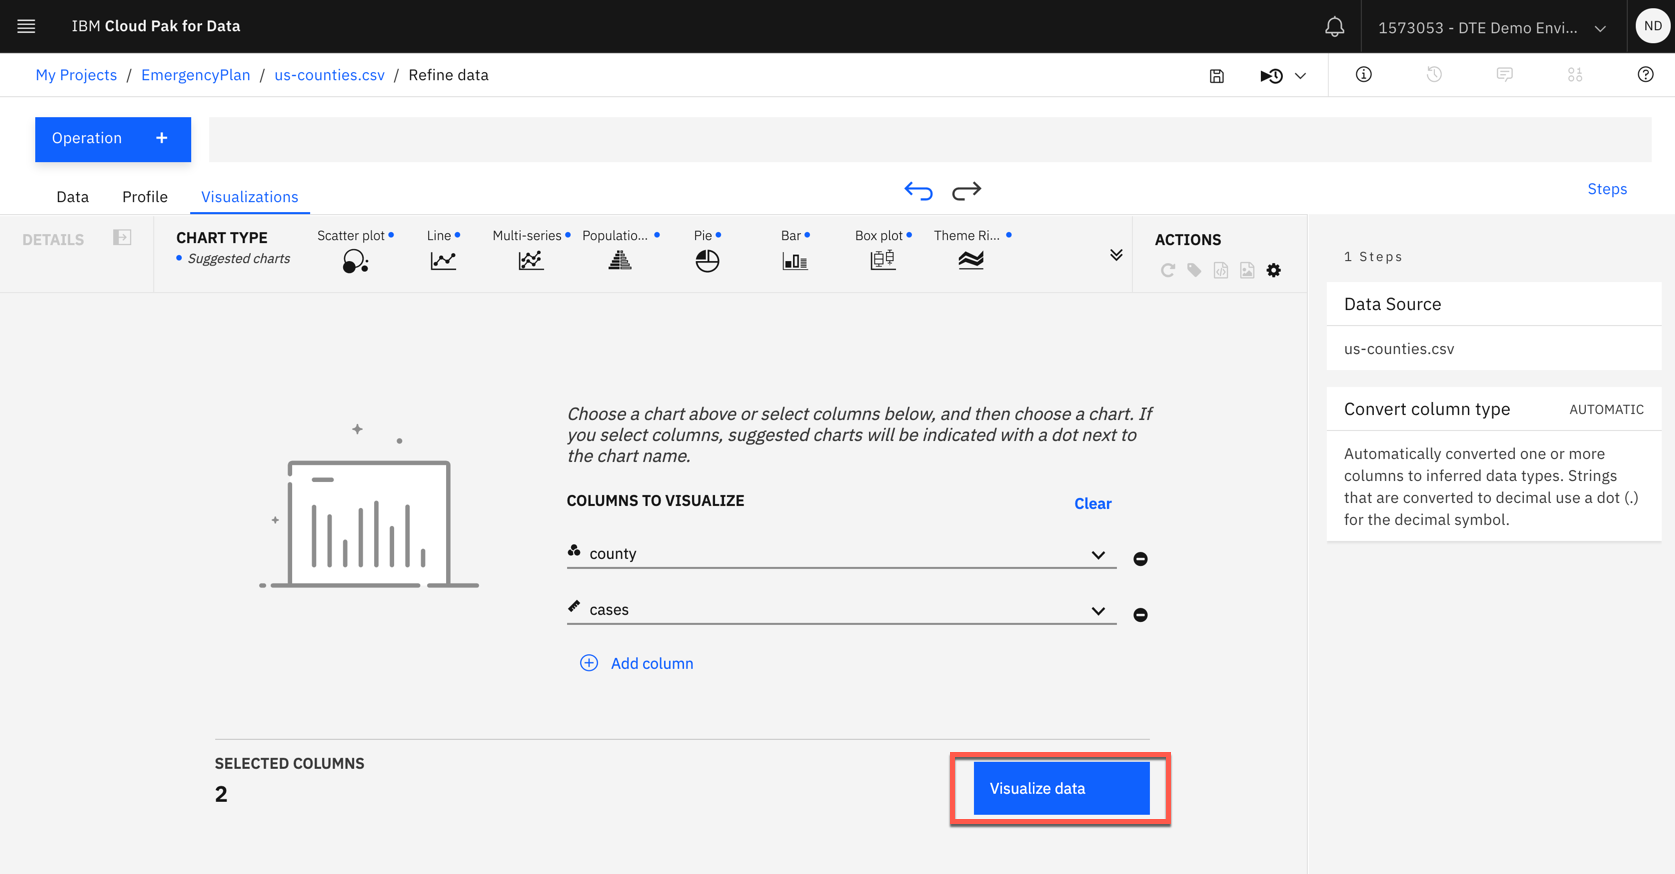 IBM Cloud Pak for Data
1573053 - DTE Demo Envi...
ND
My Projects / EmergencyPlan / us-counties.csv / Refine data
Operation +
Data
Profile
Visualizations
Steps
DETAILS
CHART TYPE
Suggested charts
Scatter plot
Line
Multi-series
Populatio...
Pie
Bar
Box plot
Theme Ri...
ACTIONS
1 Steps
Data Source
us-counties.csv
Convert column type AUTOMATIC
Automatically converted one or more
columns to inferred data types. Strings
that are converted to decimal use a dot (.)
for the decimal symbol.
Choose a chart above or select columns below, and then choose a chart. If
you select columns, suggested charts will be indicated with a dot next to
the chart name.
COLUMNS TO VISUALIZE
Clear
county
cases
Add column
SELECTED COLUMNS
2
Visualize data